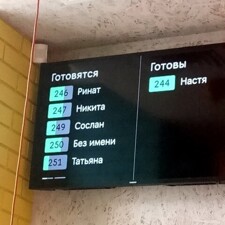 Готовятся
246 Ринат
247 Никита
249 Сослан
250 Без имени
251 Татьяна
Готовы
244 Настя